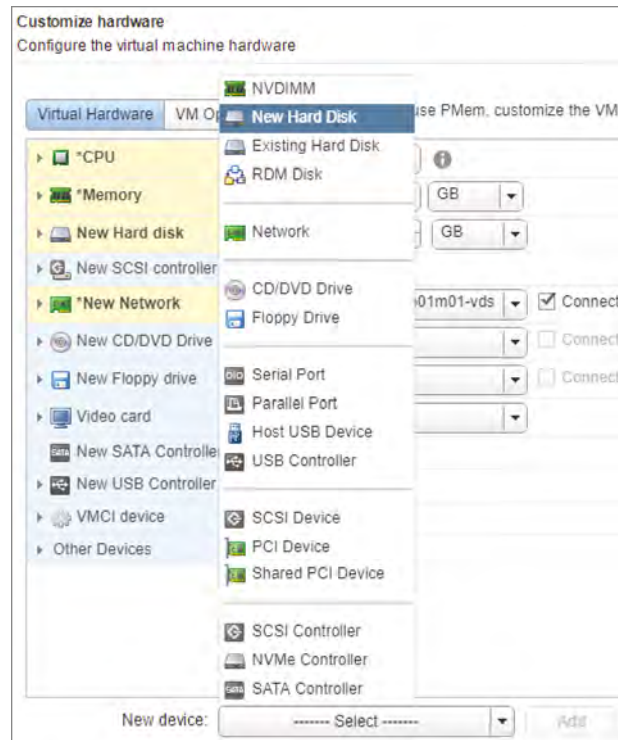 Customize hardware
Configure the virtual machine hardware
NVDIMM
Virtual Hardware VM Op New Hard Disk use PMem, customize the VM
Existing Hard Disk
*CPU
RDM Disk
*Memory GB
New Hard disk Network GB
New SCSI controller
CD/DVD Drive
*New Network 01m01-vds Connect
Floppy Drive
New CD/DVD Drive Connect
New Floppy drive Serial Port Connect
Parallel Port
Video card Host USB Device
New SATA Controlle USB Controller
New USB Controller
VMCI device SCSI Device
Other Devices PCI Device
Shared PCI Device
SCSI Controller
NVMe Controller
SATA Controller
New device: ------- Select ------- Add